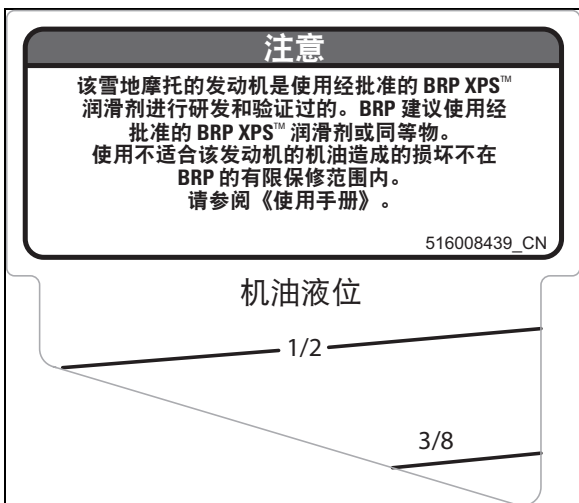 注意
该雪地摩托的发动机是使用经批准的 BRP XPS™
润滑剂进行研发和验证过的。BRP 建议使用经
批准的 BRP XPS™ 润滑剂或同等物。
使用不适合该发动机的机油造成的损坏不在
BRP 的有限保修范围内。
请参阅《使用手册》。
516008439_CN
机油液位
1/2
3/8